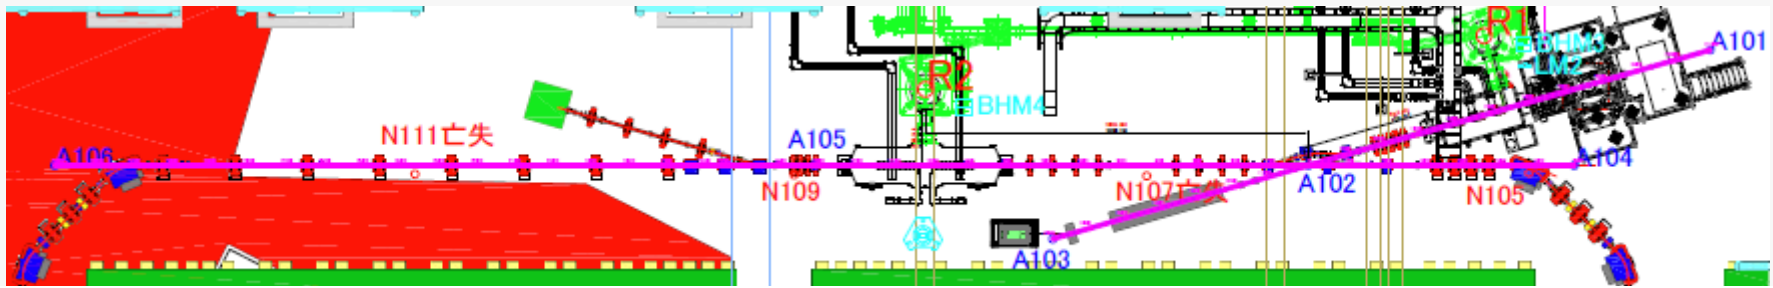 R1
A101
BHM3
LM2
R2
BHM4
N111亡失
A105
A106
A104
N109
N107亡失
A102
N105
A103